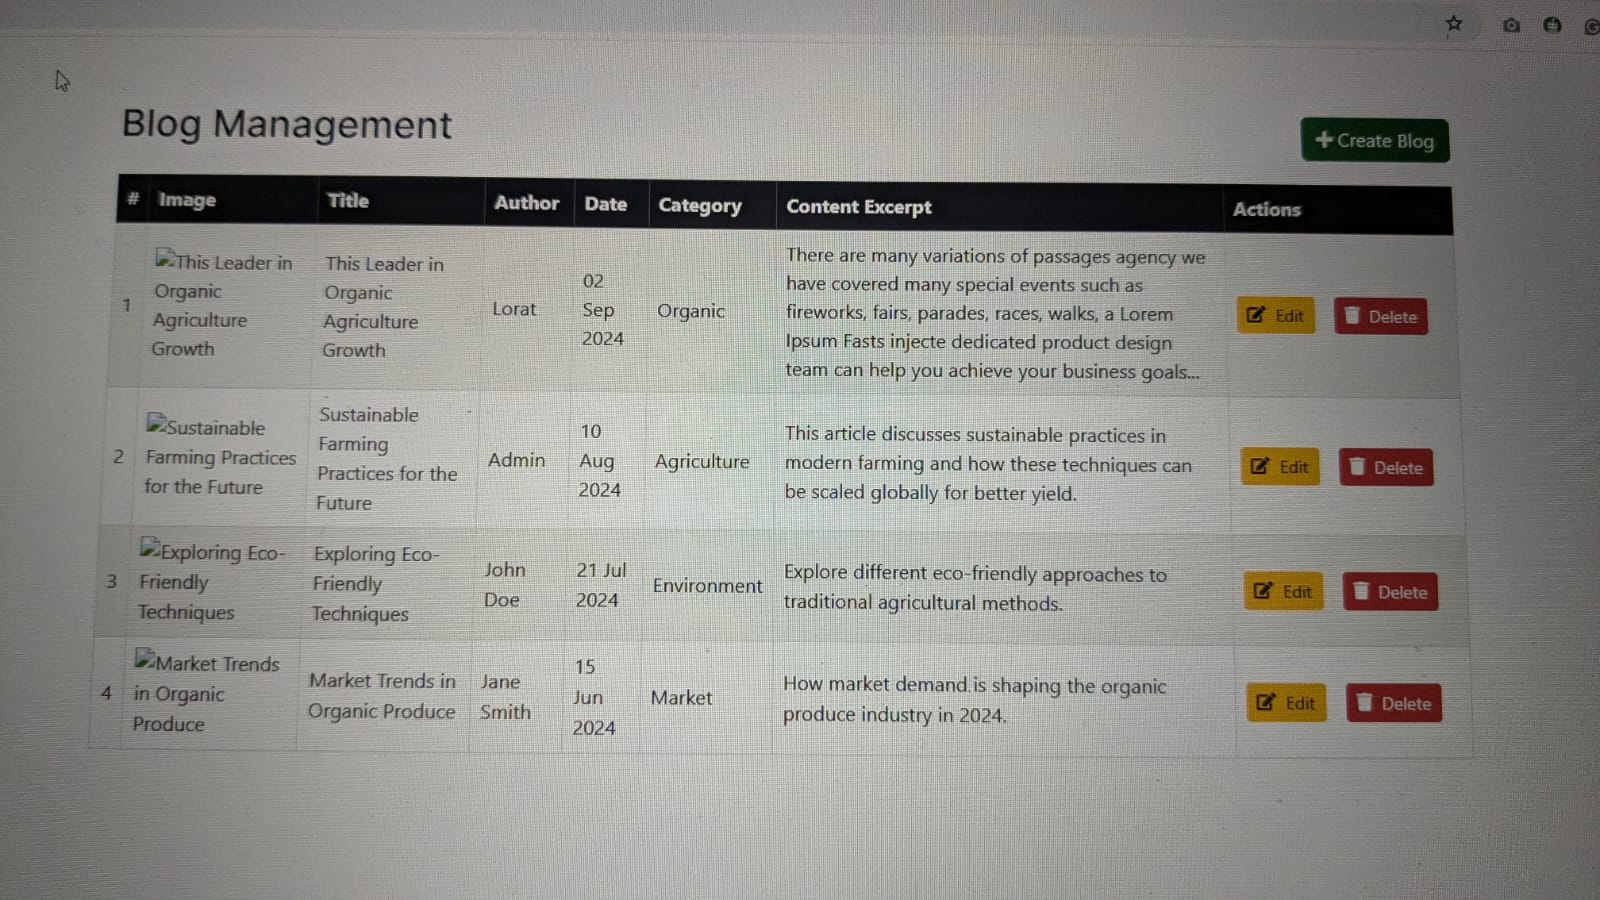 Blog Management
+ Create Blog
# Image Title Author Date Category Content Excerpt Actions
1
This Leader in
Organic
Agriculture
Growth
This Leader in
Organic
Agriculture
Growth
Lorat
02
Sep
2024
Organic
There are many variations of passages agency we
have covered many special events such as
fireworks, fairs, parades, races, walks, a Lorem
Ipsum Fasts injecte dedicated product design
team can help you achieve your business goals...
Edit
Delete
2
Sustainable
Farming Practices
for the Future
Sustainable
Farming
Practices for the
Future
Admin
10
Aug
2024
Agriculture
This article discusses sustainable practices in
modern farming and how these techniques can
be scaled globally for better yield.
Edit
Delete
3
Exploring Eco-
Friendly
Techniques
Exploring Eco-
Friendly
Techniques
John
Doe
21 Jul
2024
Environment
Explore different eco-friendly approaches to
traditional agricultural methods.
Edit
Delete
4
Market Trends
in Organic
Produce
Market Trends in
Organic Produce
Jane
Smith
15
Jun
2024
Market
How market demand is shaping the organic
produce industry in 2024.
Edit
Delete